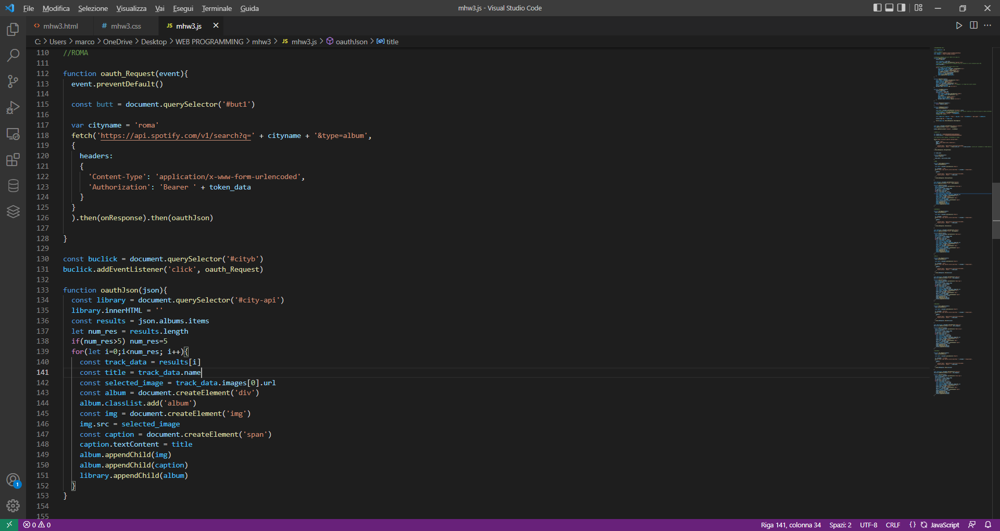 File Modifica Selezione Visualizza Vai Esegui Terminale Guida
mhw3.js - Visual Studio Code
mhw3.html # mhw3.css JS mhw3.js
C: > Users > marco > OneDrive > Desktop > WEB PROGRAMMING > mhw3 > JS mhw3.js > oauthJson > title
110 //ROMA
111
112 function oauth_Request(event){
113 event.preventDefault()
114
115 const butt = document.querySelector('#but1')
116
117 var cityname = 'roma'
118 fetch('https://api.spotify.com/v1/search?q=' + cityname + '&type=album',
119 {
120 headers:
121 {
122 'Content-Type': 'application/x-www-form-urlencoded',
123 'Authorization': 'Bearer ' + token_data
124 }
125 }
126 ).then(onResponse).then(oauthJson)
127
128 }
129
130 const buclick = document.querySelector('#cityb')
131 buclick.addEventListener('click', oauth_Request)
132
133 function oauthJson(json){
134 const library = document.querySelector('#city-api')
135 library.innerHTML = ''
136 const results = json.albums.items
137 let num_res = results.length
138 if(num_res>5) num_res=5
139 for(let i=0;i<num_res; i++){
140 const track_data = results[i]
141 const title = track_data.name
142 const selected_image = track_data.images[0].url
143 const album = document.createElement('div')
144 album.classList.add('album')
145 const img = document.createElement('img')
146 img.src = selected_image
147 const caption = document.createElement('span')
148 caption.textContent = title
149 album.appendChild(img)
150 album.appendChild(caption)
151 library.appendChild(album)
152 }
153 }
154
155
1
0 0 Riga 141, colonna 34 Spazi: 2 UTF-8 CRLF {} JavaScript